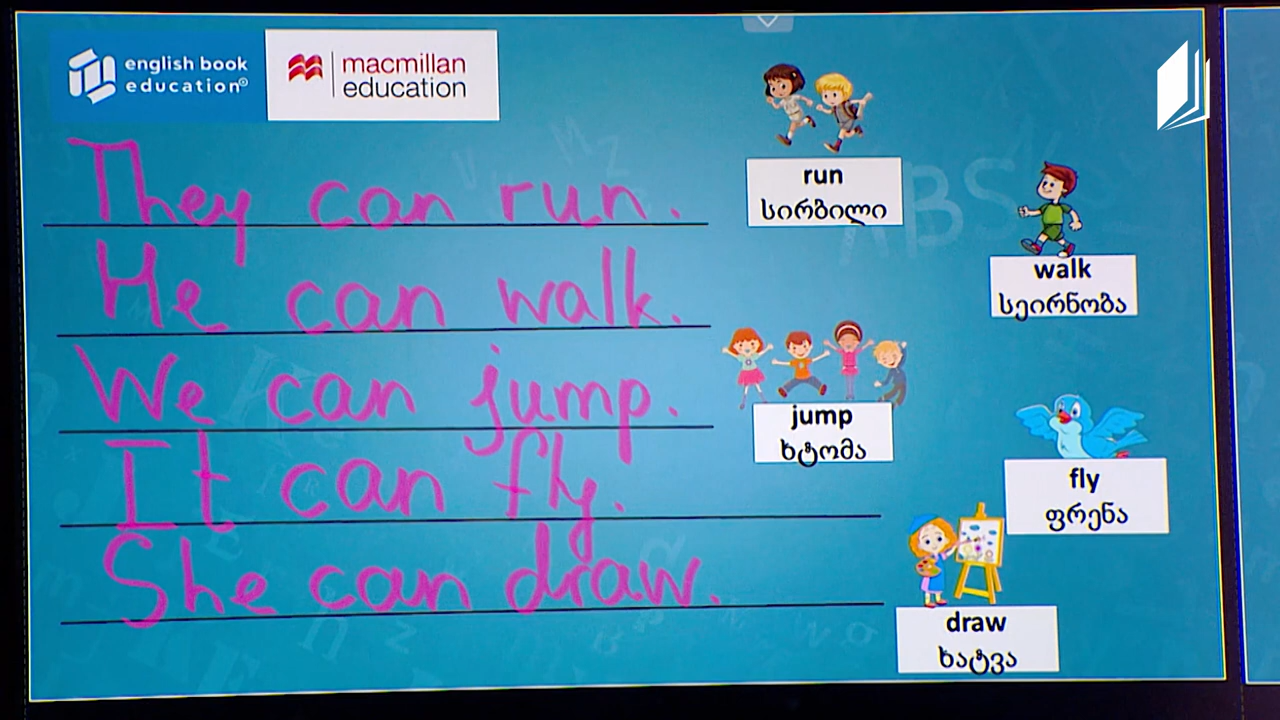 english book
education
macmillan
education
They can run.
He can walk.
We can jump.
It can fly.
She can draw.
run
სირბილი
walk
სეირნობა
jump
ხტომა
fly
ფრენა
draw
ხატვა